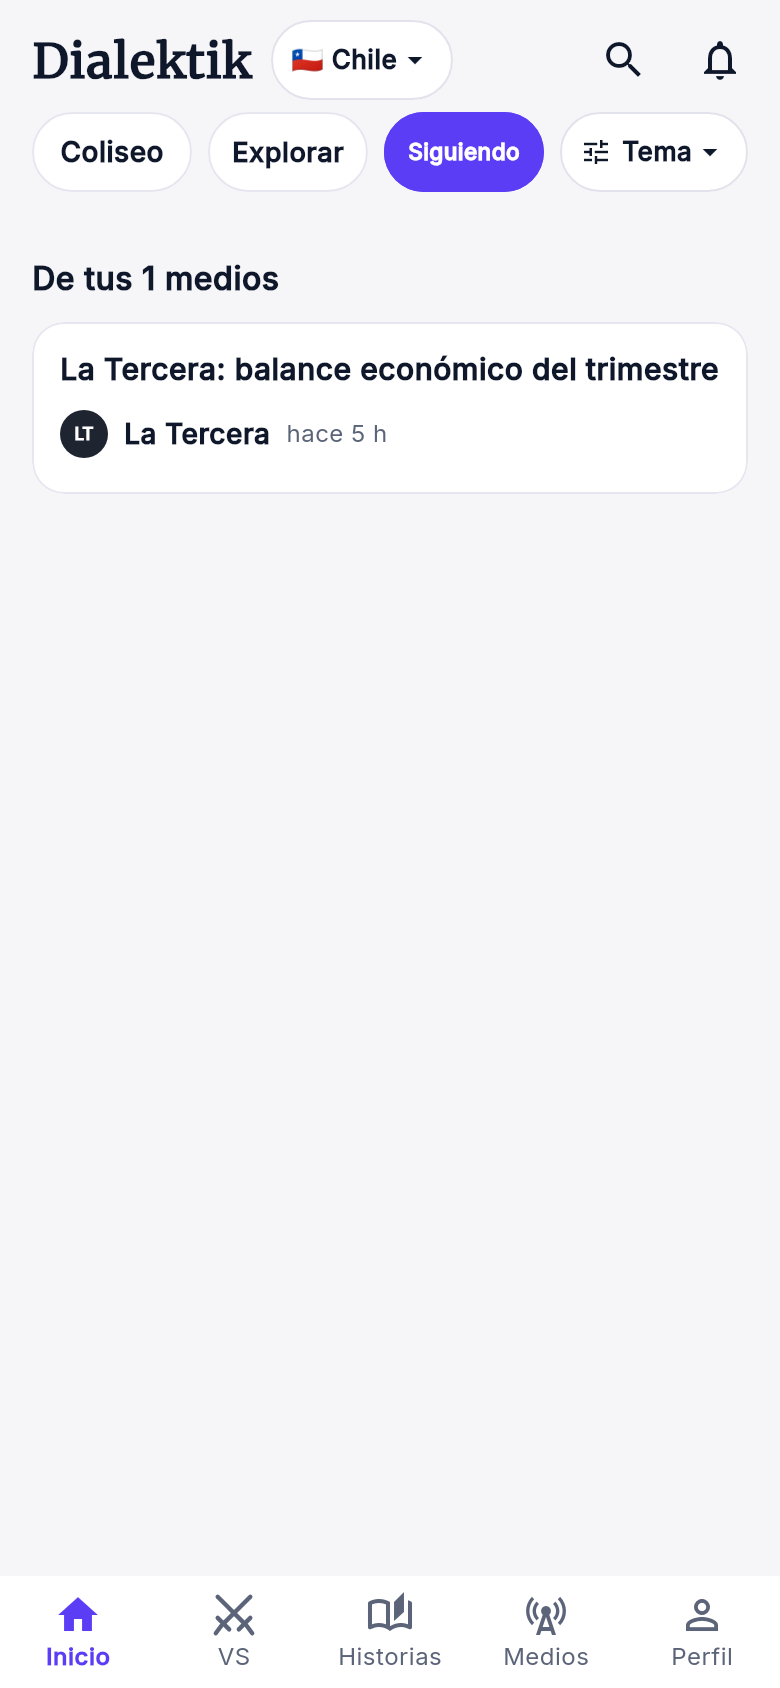 Dialektik
Chile
Coliseo
Explorar
Siguiendo
Tema
De tus 1 medios
La Tercera: balance económico del trimestre
LT La Tercera hace 5 h
Inicio
VS
Historias
Medios
Perfil